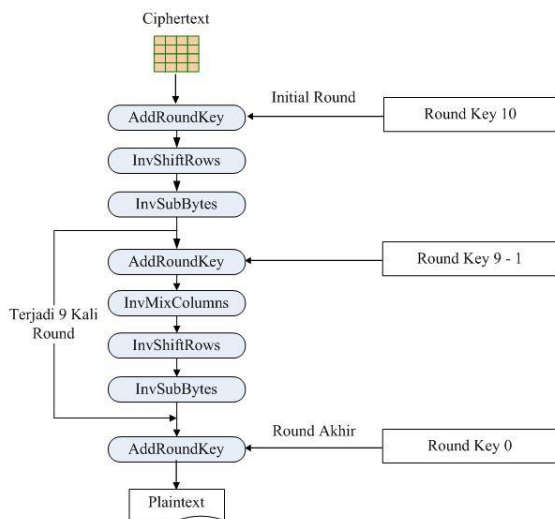 Ciphertext
Initial Round
AddRoundKey
Round Key 10
InvShiftRows
InvSubBytes
AddRoundKey
Round Key 9 - 1
InvMixColumns
Terjadi 9 Kali
Round
InvShiftRows
InvSubBytes
Round Akhir
AddRoundKey
Round Key 0
Plaintext